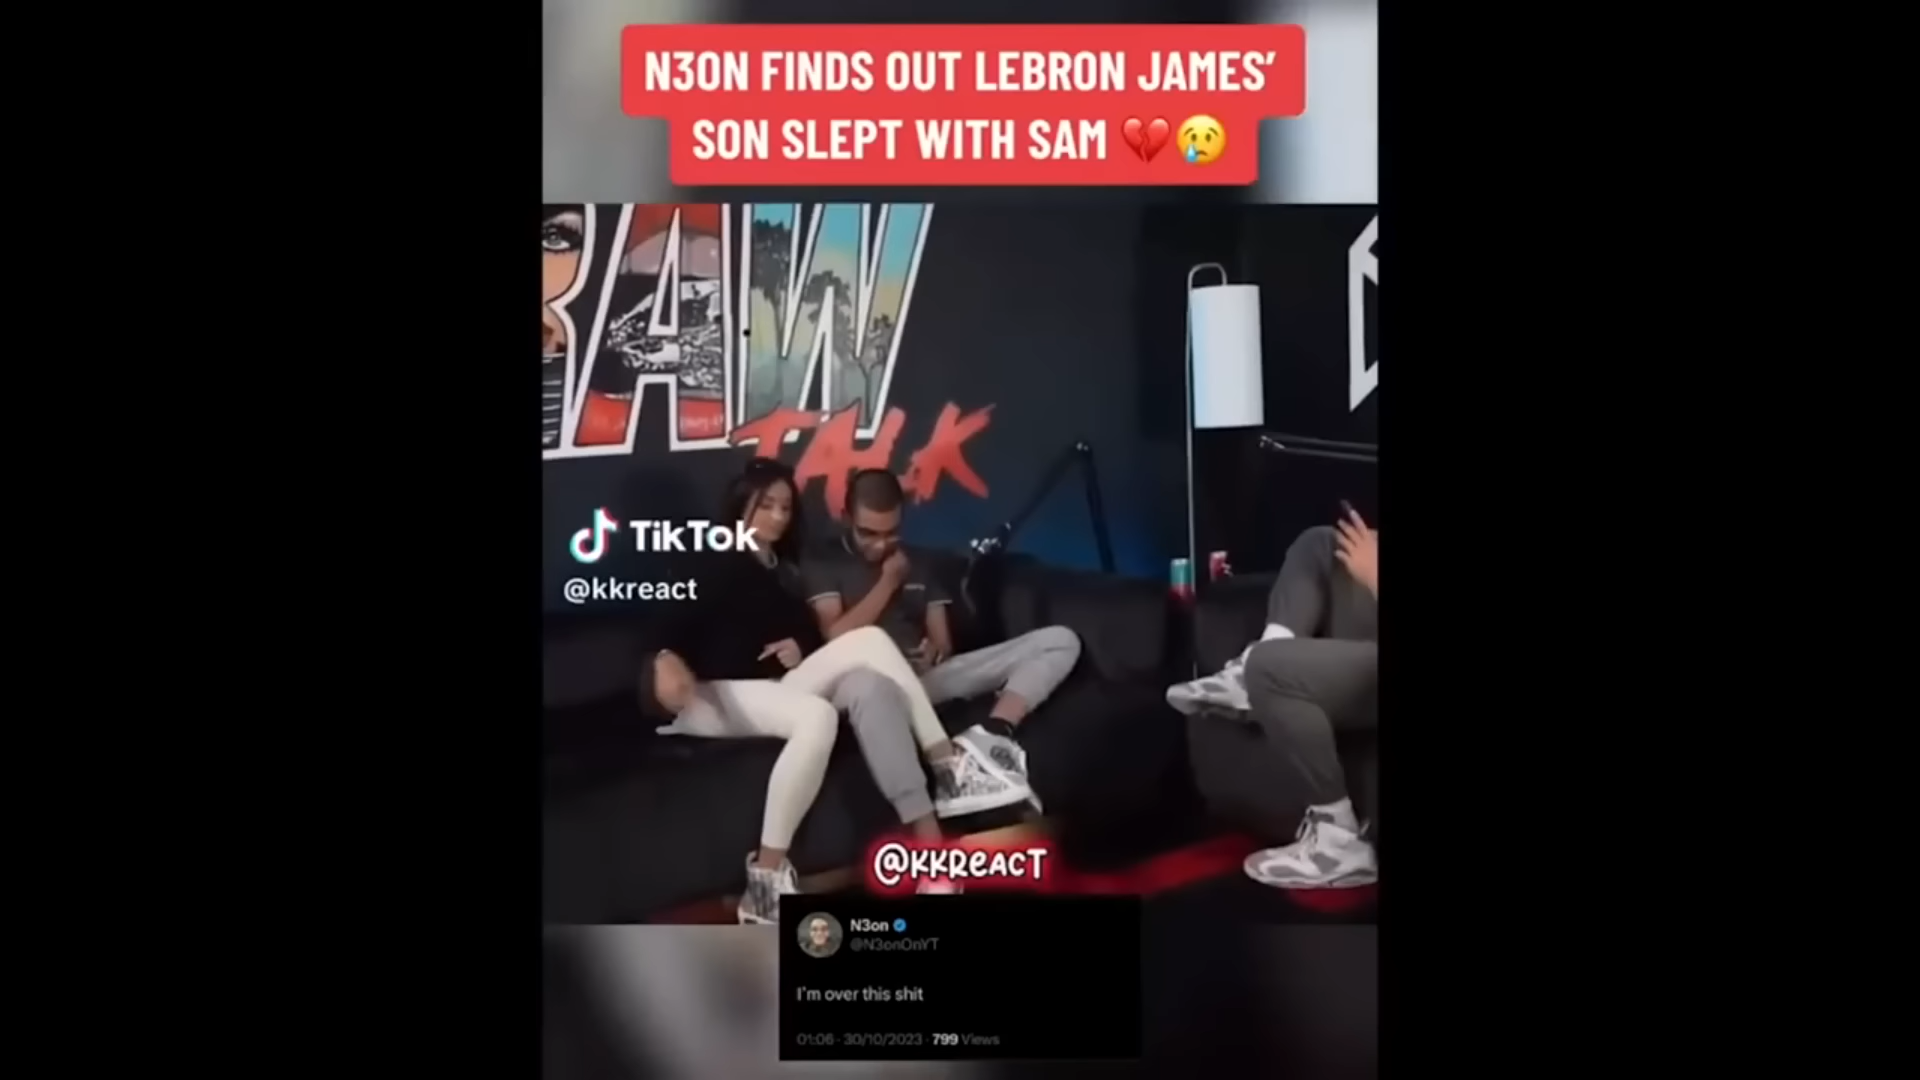 N3ON FINDS OUT LEBRON JAMES’
SON SLEPT WITH SAM 💔😢
RAW
TALK
TikTok
@kkreact
@KKREACT
N3on
@N3onOnYT
I'm over this shit
01:06 · 30/10/2023 · 799 Views